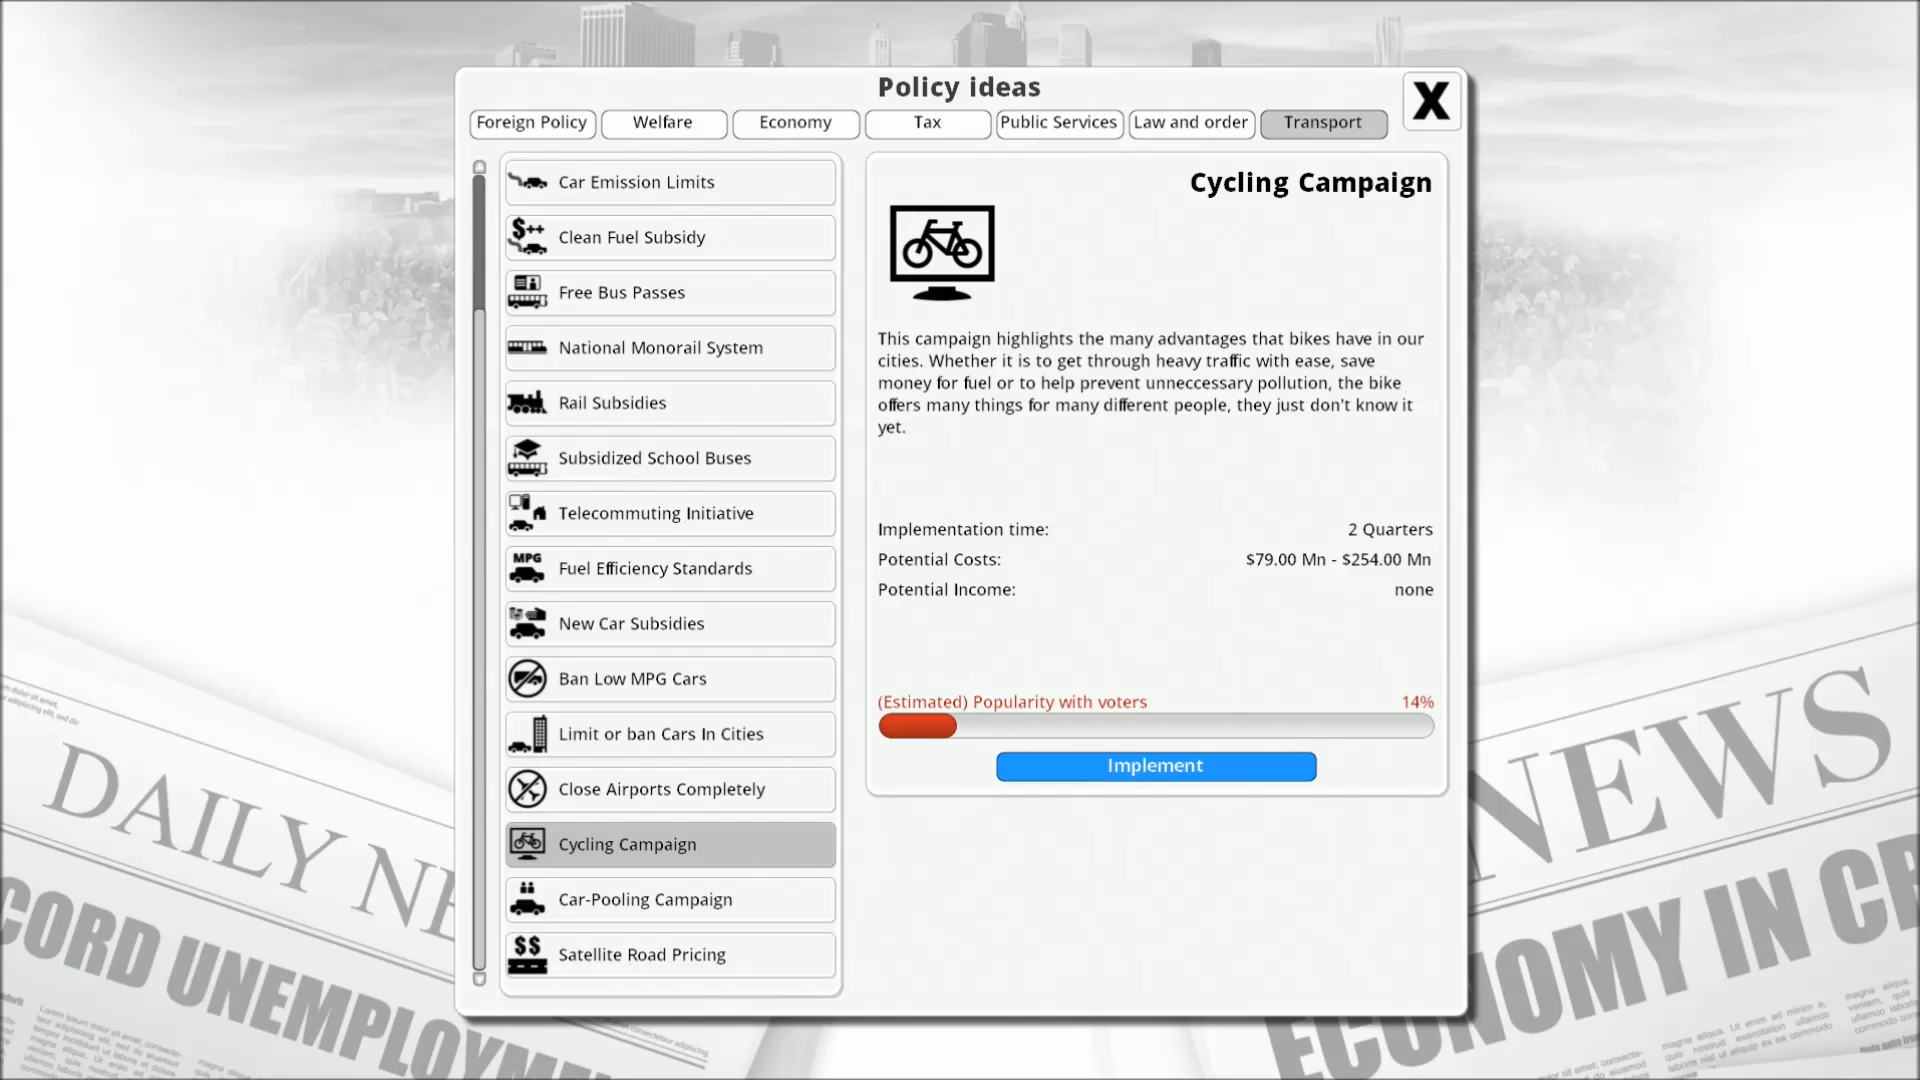 Policy ideas
X
Foreign Policy
Welfare
Economy
Tax
Public Services
Law and order
Transport
Car Emission Limits
$++
Clean Fuel Subsidy
Free Bus Passes
National Monorail System
Rail Subsidies
Subsidized School Buses
Telecommuting Initiative
MPG
Fuel Efficiency Standards
New Car Subsidies
Ban Low MPG Cars
Limit or ban Cars In Cities
Close Airports Completely
Cycling Campaign
Car-Pooling Campaign
$$
Satellite Road Pricing
Cycling Campaign
This campaign highlights the many advantages that bikes have in our
cities. Whether it is to get through heavy traffic with ease, save
money for fuel or to help prevent unneccessary pollution, the bike
offers many things for many different people, they just don't know it
yet.
Implementation time: 2 Quarters
Potential Costs: $79.00 Mn - $254.00 Mn
Potential Income: none
(Estimated) Popularity with voters 14%
Implement
DAILY NE
CORD UNEMPLOYME
NEWS
ECONOMY IN CR